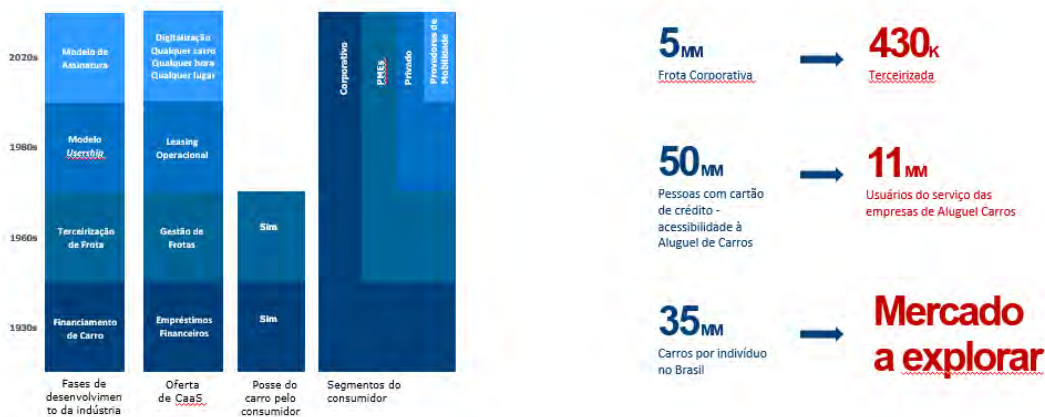 2020s
Modelo de
Assinatura
Digitalização
Qualquer carro
Qualquer hora
Qualquer lugar
1980s
Modelo
Usership
Leasing
Operacional
1960s
Terceirização
de Frota
Gestão de
Frotas
Sim
1930s
Financiamento
de Carro
Empréstimos
Financeiros
Sim
Corporativo
PMEs
Privado
Provedores de
Mobilidade
Fases de
desenvolvime
nto da indústria
Oferta
de CaaS
Posse do
carro pelo
consumidor
Segmentos do
consumidor
5MM
Frota Corporativa
430K
Terceirizada
50MM
Pessoas com cartão
de crédito -
acessibilidade à
Aluguel de Carros
11MM
Usuários do serviço das
empresas de Aluguel Carros
35MM
Carros por indivíduo
no Brasil
Mercado
a explorar